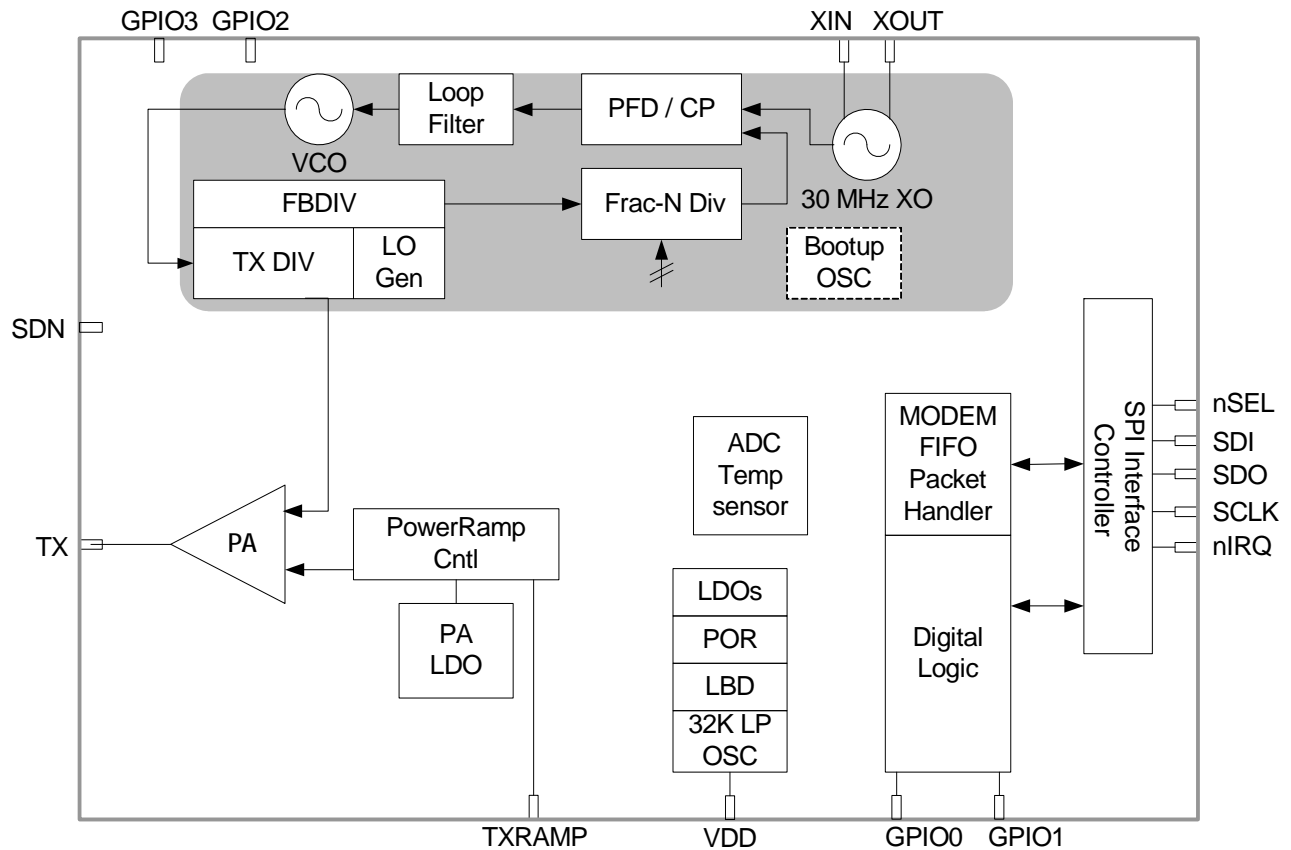 GPIO3
GPIO2
XIN
XOUT
Loop
Filter
PFD / CP
VCO
30 MHz XO
FBDIV
Frac-N Div
TX DIV
LO
Gen
Bootup
OSC
SDN
nSEL
SDI
SDO
SCLK
nIRQ
SPI Interface
Controller
MODEM
FIFO
Packet
Handler
ADC
Temp
sensor
TX
PA
PowerRamp
Cntl
PA
LDO
LDOs
POR
LBD
32K LP
OSC
Digital
Logic
TXRAMP
VDD
GPIO0
GPIO1